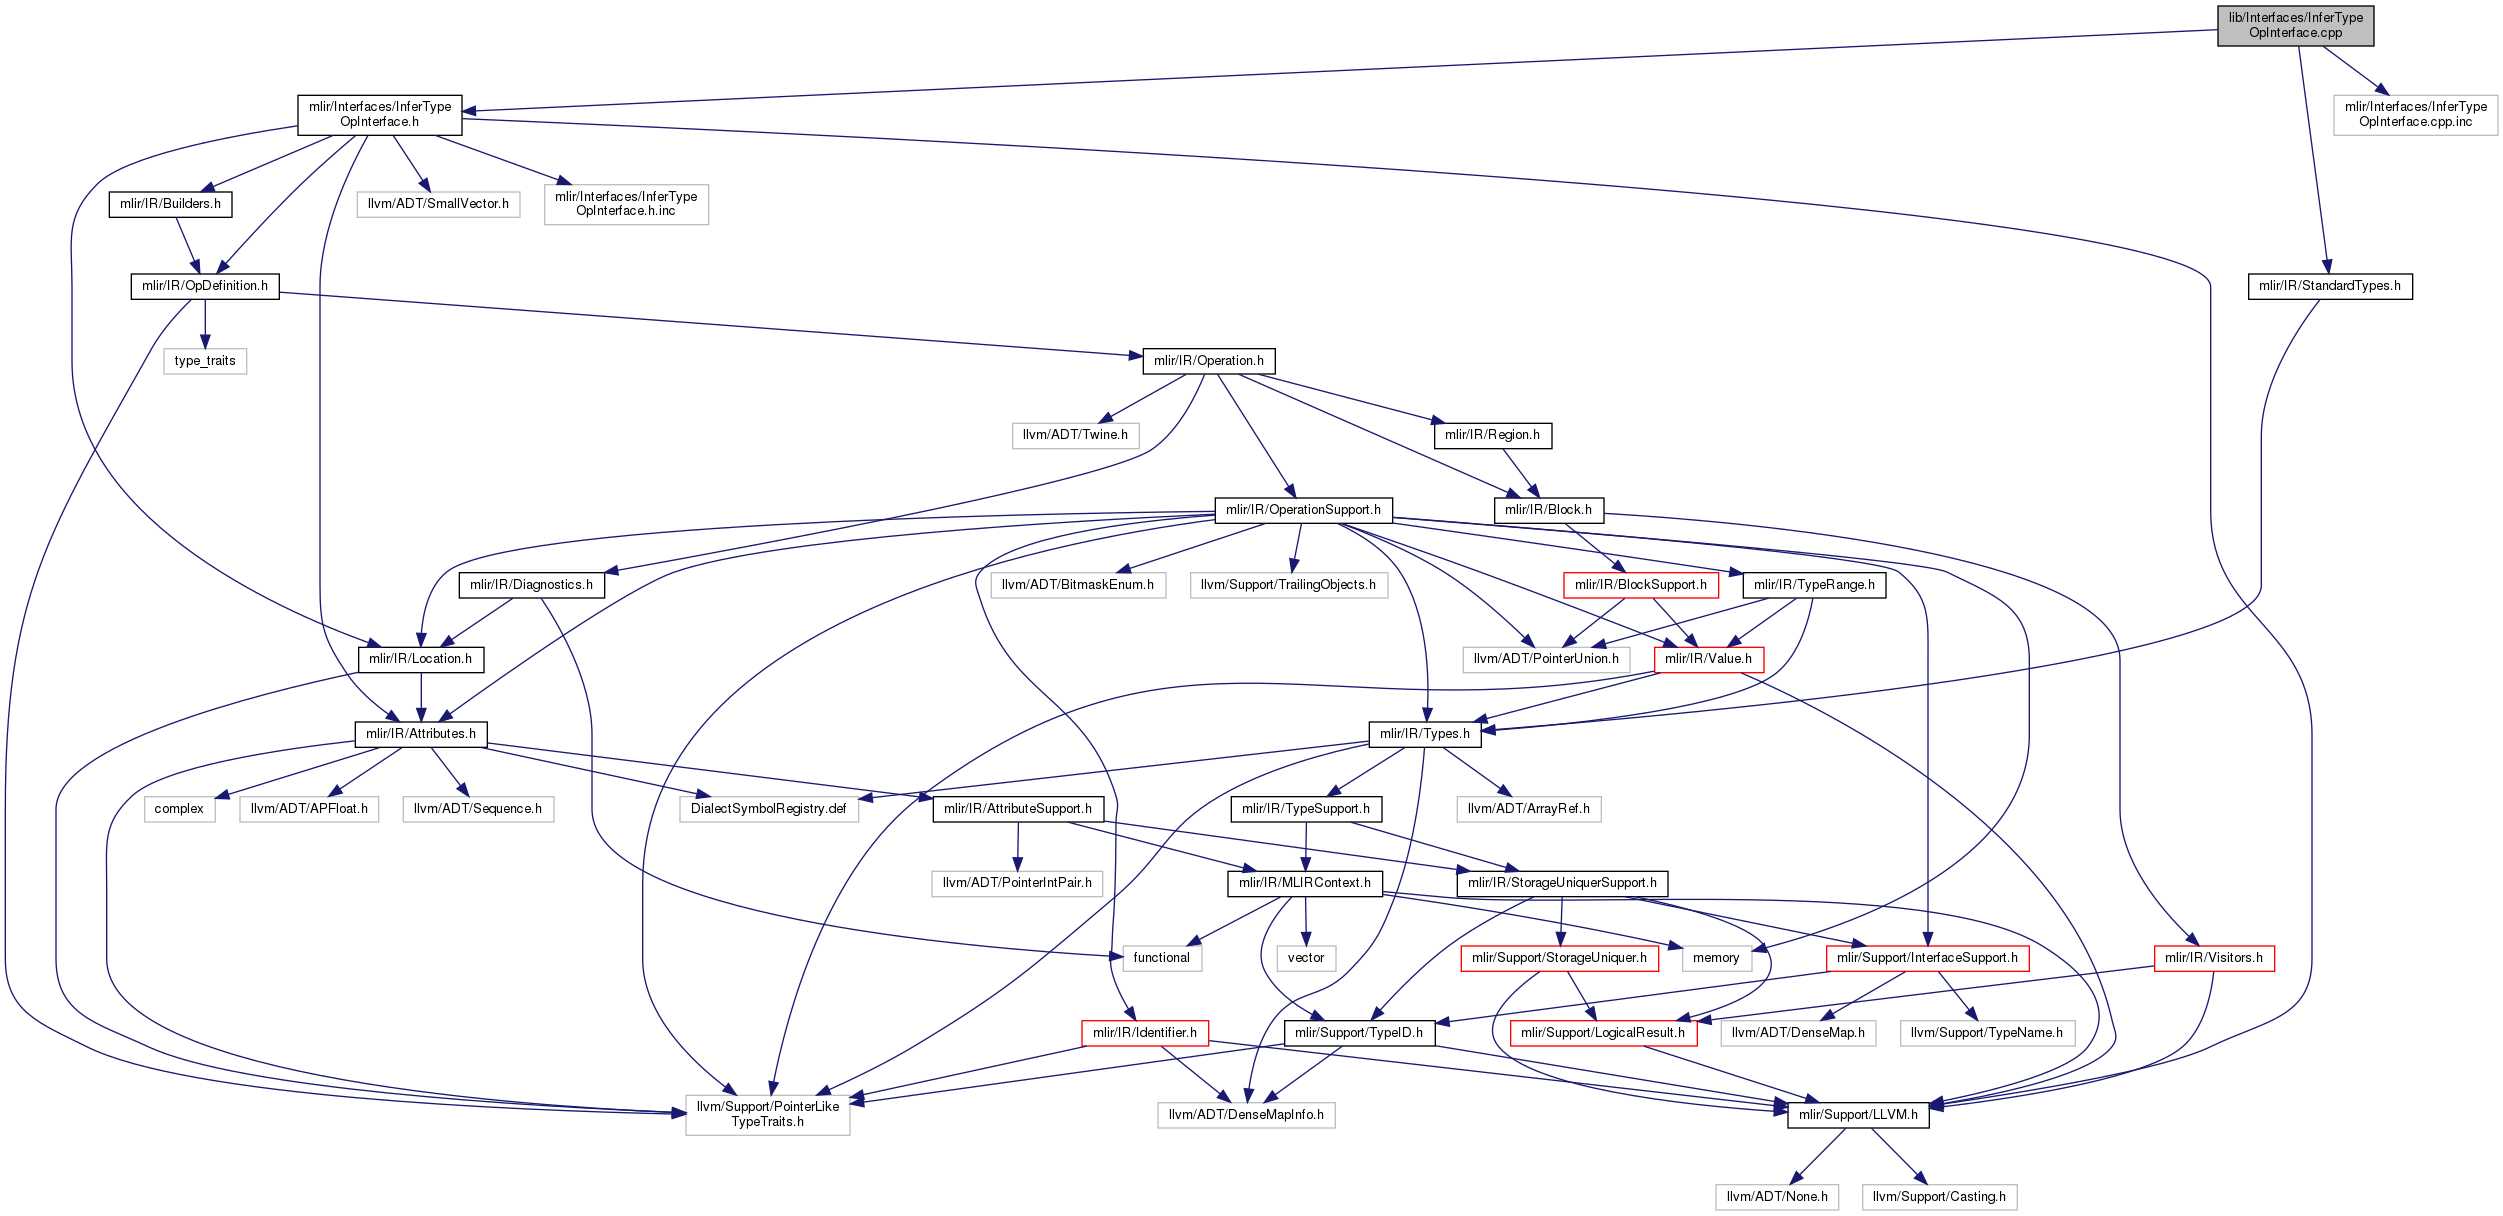 lib/Interfaces/InferType
OpInterface.cpp
mlir/Interfaces/InferType
OpInterface.h
mlir/Interfaces/InferType
OpInterface.cpp.inc
mlir/IR/Builders.h
llvm/ADT/SmallVector.h
mlir/Interfaces/InferType
OpInterface.h.inc
mlir/IR/OpDefinition.h
mlir/IR/StandardTypes.h
type_traits
mlir/IR/Operation.h
llvm/ADT/Twine.h
mlir/IR/Region.h
mlir/IR/OperationSupport.h
mlir/IR/Block.h
mlir/IR/Diagnostics.h
llvm/ADT/BitmaskEnum.h
llvm/Support/TrailingObjects.h
mlir/IR/BlockSupport.h
mlir/IR/TypeRange.h
mlir/IR/Location.h
llvm/ADT/PointerUnion.h
mlir/IR/Value.h
mlir/IR/Attributes.h
mlir/IR/Types.h
complex
llvm/ADT/APFloat.h
llvm/ADT/Sequence.h
DialectSymbolRegistry.def
mlir/IR/AttributeSupport.h
mlir/IR/TypeSupport.h
llvm/ADT/ArrayRef.h
llvm/ADT/PointerIntPair.h
mlir/IR/MLIRContext.h
mlir/IR/StorageUniquerSupport.h
functional
vector
mlir/Support/StorageUniquer.h
memory
mlir/Support/InterfaceSupport.h
mlir/IR/Visitors.h
mlir/IR/Identifier.h
mlir/Support/TypeID.h
mlir/Support/LogicalResult.h
llvm/ADT/DenseMap.h
llvm/Support/TypeName.h
llvm/Support/PointerLike
TypeTraits.h
llvm/ADT/DenseMapInfo.h
mlir/Support/LLVM.h
llvm/ADT/None.h
llvm/Support/Casting.h